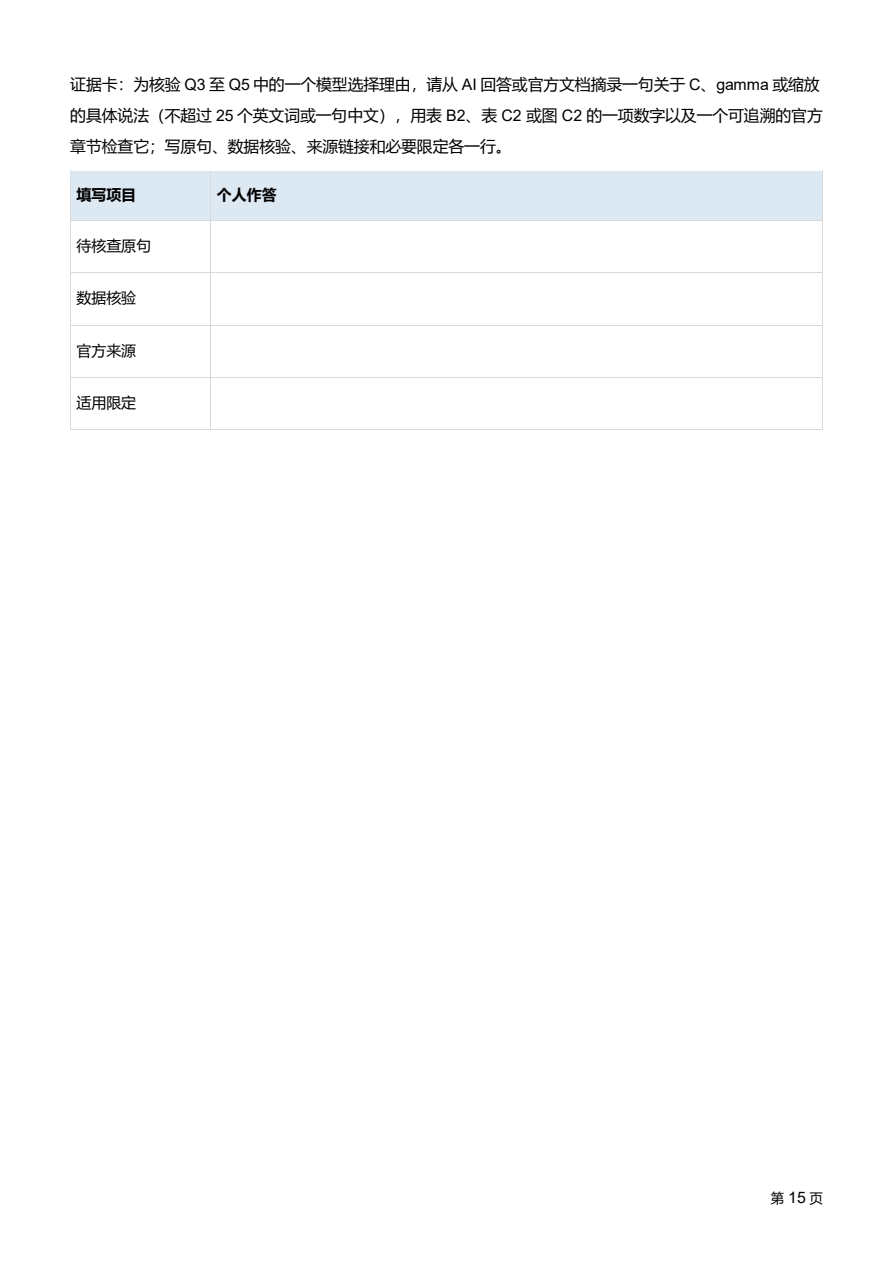 证据卡：为核验 Q3 至 Q5 中的一个模型选择理由，请从 AI 回答或官方文档摘录一句关于 C、gamma 或缩放
的具体说法（不超过 25 个英文词或一句中文），用表 B2、表 C2 或图 C2 的一项数字以及一个可追溯的官方
章节检查它；写原句、数据核验、来源链接和必要限定各一行。
填写项目 个人作答
待核查原句
数据核验
官方来源
适用限定
第 15 页